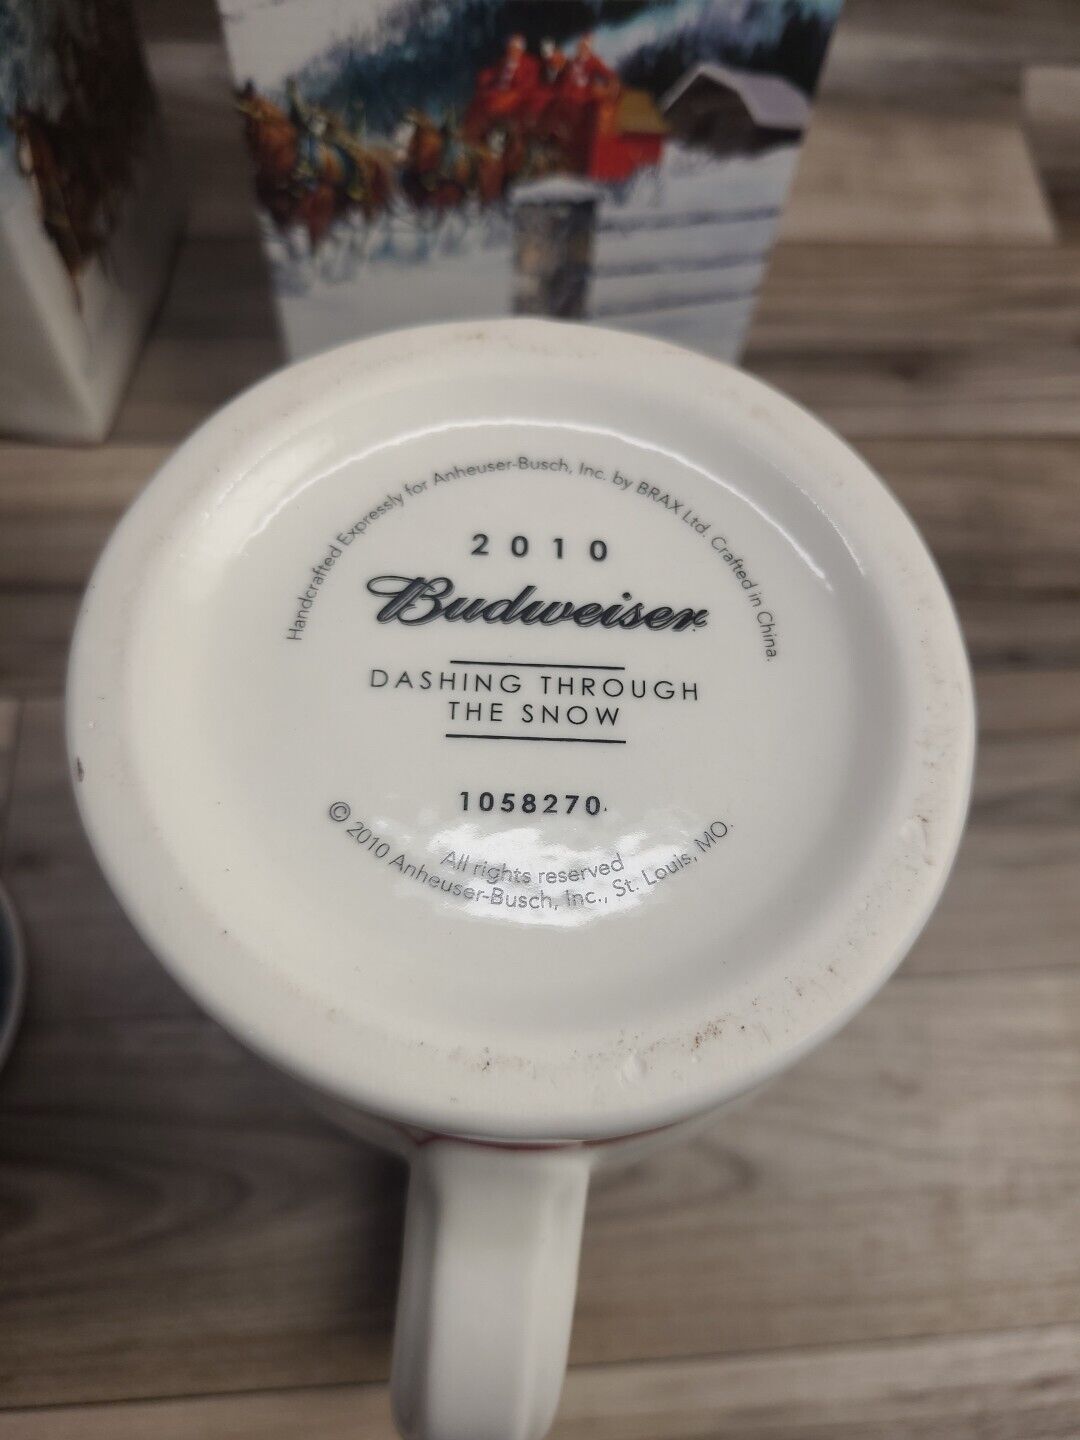 Handcrafted Expressly for Anheuser-Busch, Inc. by BRAX Ltd. Crafted in China.
2010
Budweiser
DASHING THROUGH
THE SNOW
1058270
All rights reserved
© 2010 Anheuser-Busch, Inc., St. Louis, MO.